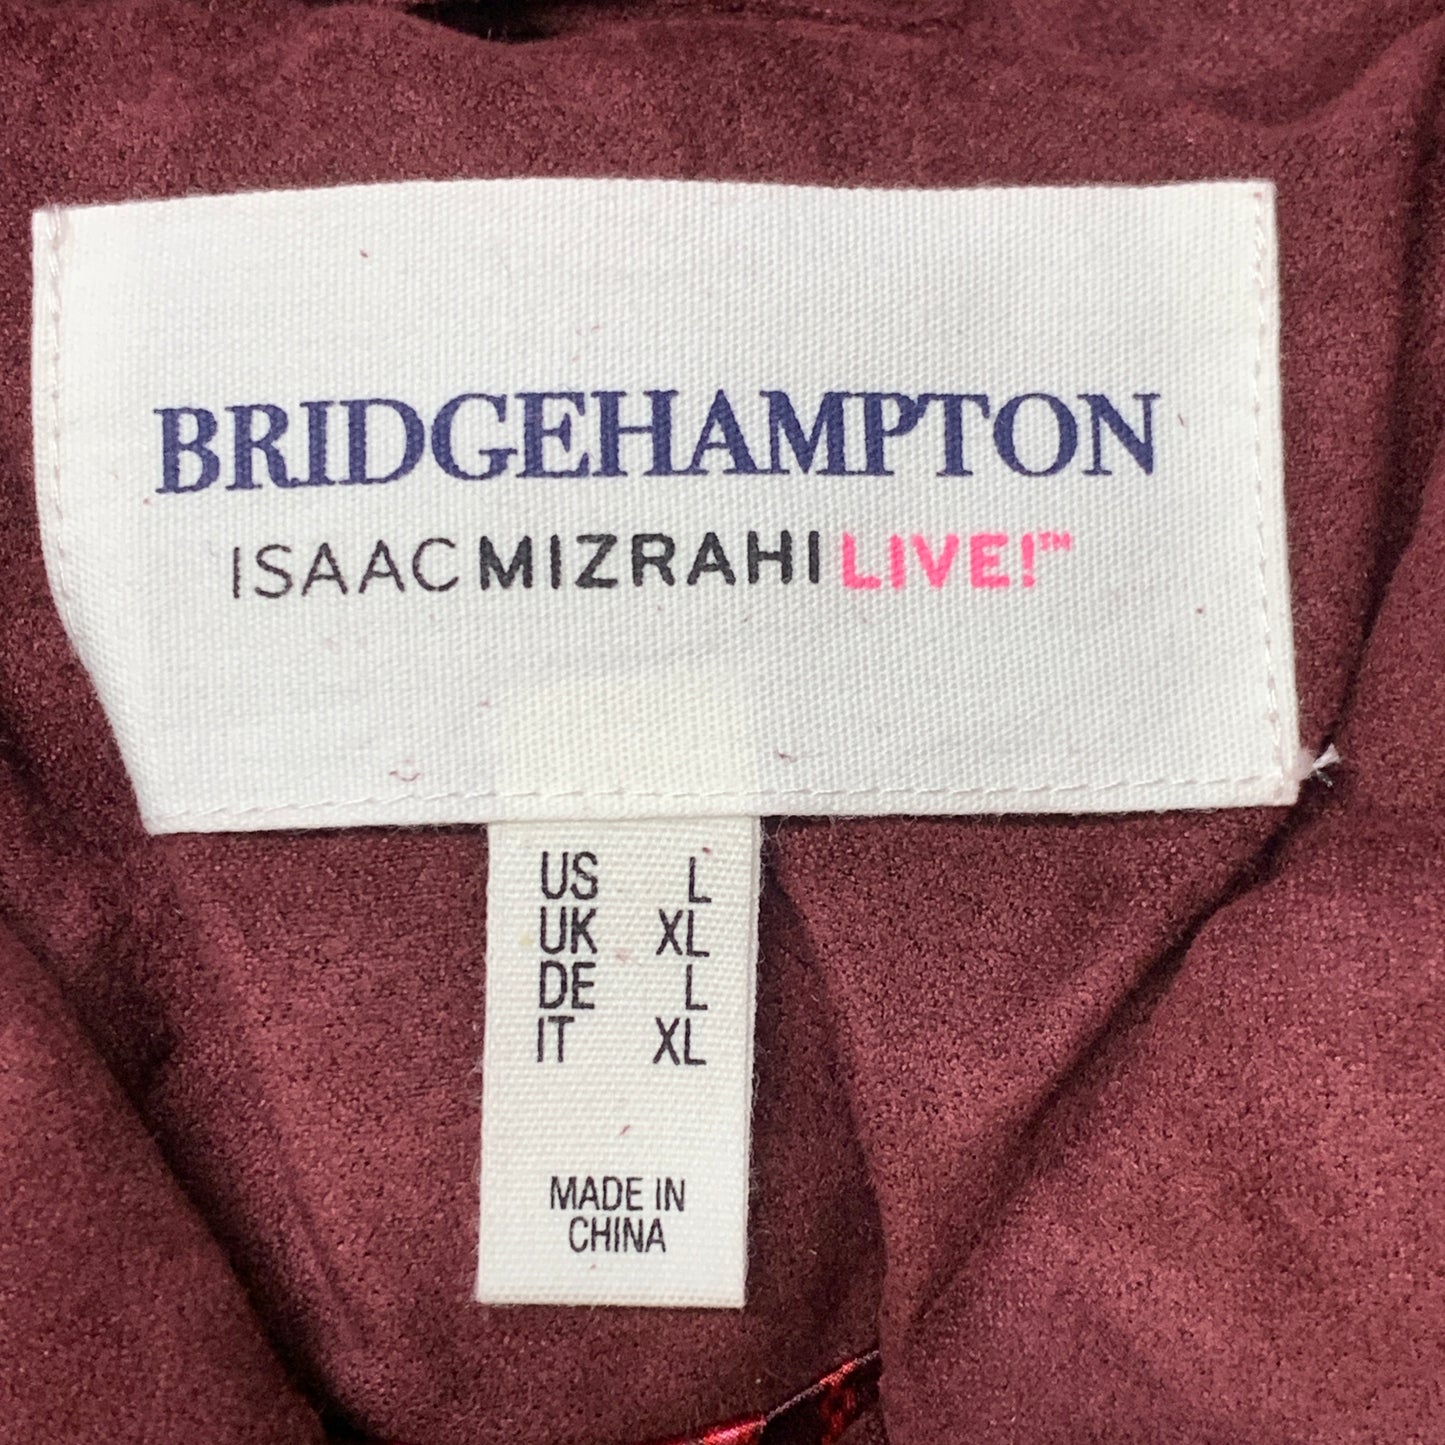 BRIDGEHAMPTON
ISAACMIZRAHILIVE!™
US L
UK XL
DE L
IT XL
MADE IN
CHINA